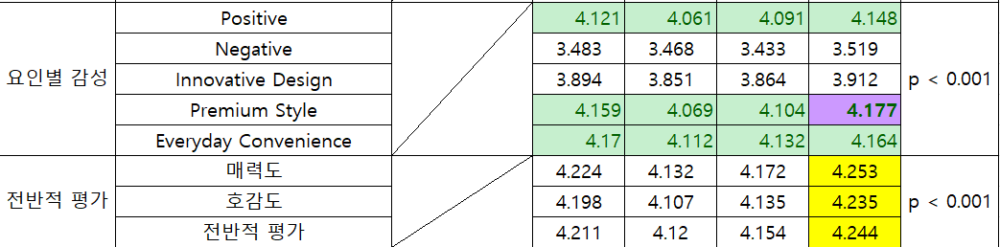 Positive 4.121 4.061 4.091 4.148
Negative 3.483 3.468 3.433 3.519
요인별 감성 Innovative Design 3.894 3.851 3.864 3.912 p < 0.001
Premium Style 4.159 4.069 4.104 4.177
Everyday Convenience 4.17 4.112 4.132 4.164
매력도 4.224 4.132 4.172 4.253
전반적 평가 호감도 4.198 4.107 4.135 4.235 p < 0.001
전반적 평가 4.211 4.12 4.154 4.244